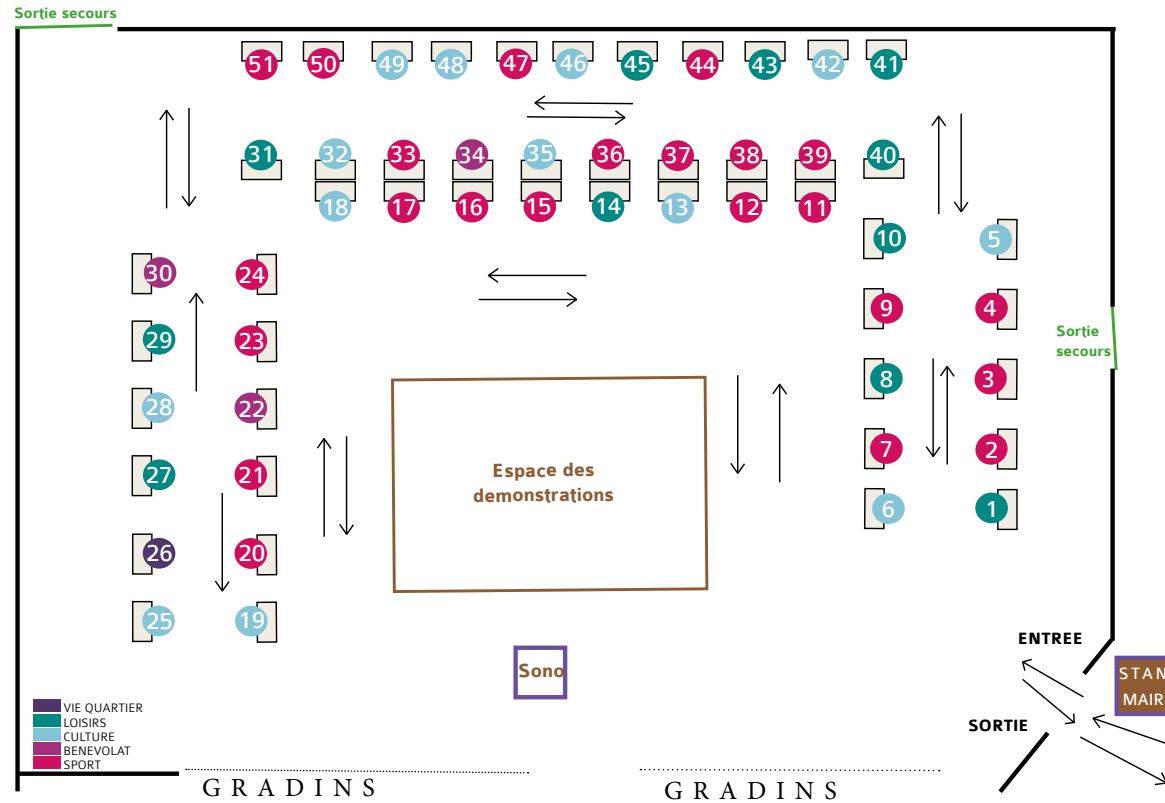 Sortie secours
51 50 49 48 47 46 45 44 43 42 41
31 32 33 34 35 36 37 38 39 40
18 17 16 15 14 13 12 11
10 5
30 24
9 4
29 23
Sortie
secours
8 3
28 22
7 2
27 21
Espace des
demonstrations
6 1
26 20
25 19
ENTREE
Sono
STAN
MAIR
VIE QUARTIER
LOISIRS
CULTURE
BENEVOLAT
SPORT
SORTIE
GRADINS
GRADINS